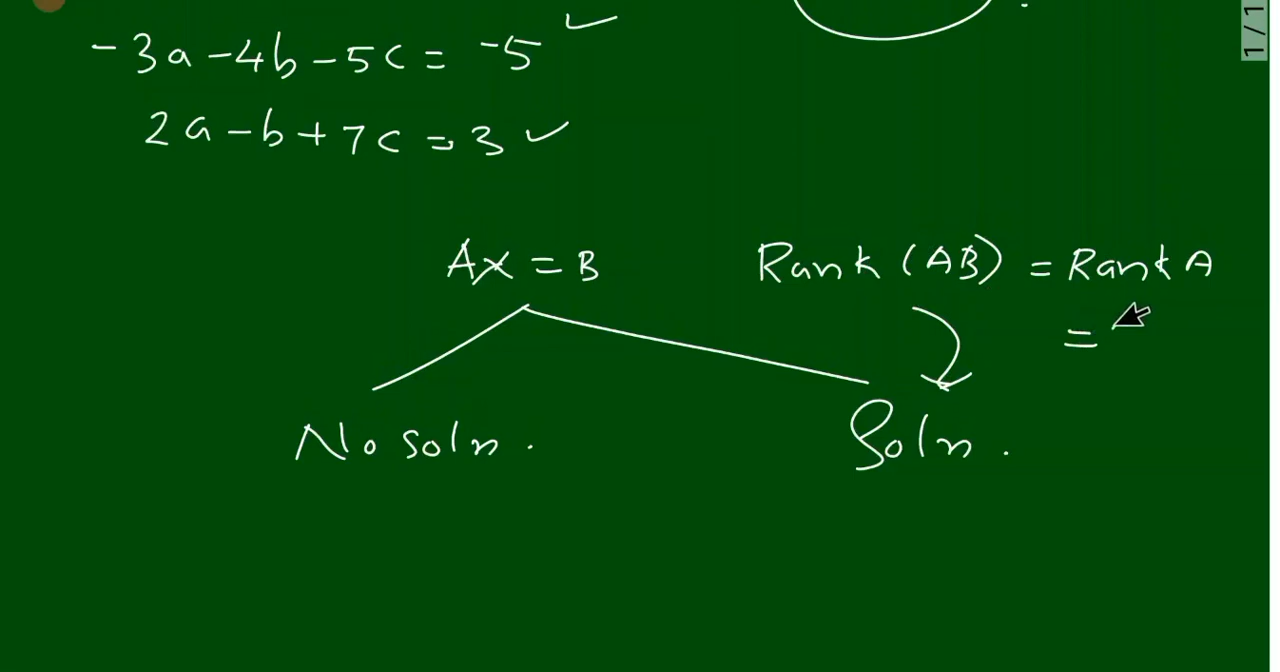 -3a-4b-5c = -5
2a-b+7c = 3
Ax = B
Rank (AB) = Rank A
=
No soln.
Soln.
1/1